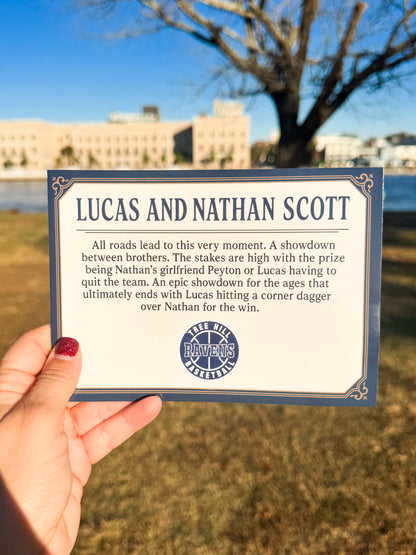 LUCAS AND NATHAN SCOTT
All roads lead to this very moment. A showdown
between brothers. The stakes are high with the prize
being Nathan's girlfriend Peyton or Lucas having to
quit the team. An epic showdown for the ages that
ultimately ends with Lucas hitting a corner dagger
over Nathan for the win.
TREE HILL
RAVENS
BASKETBALL